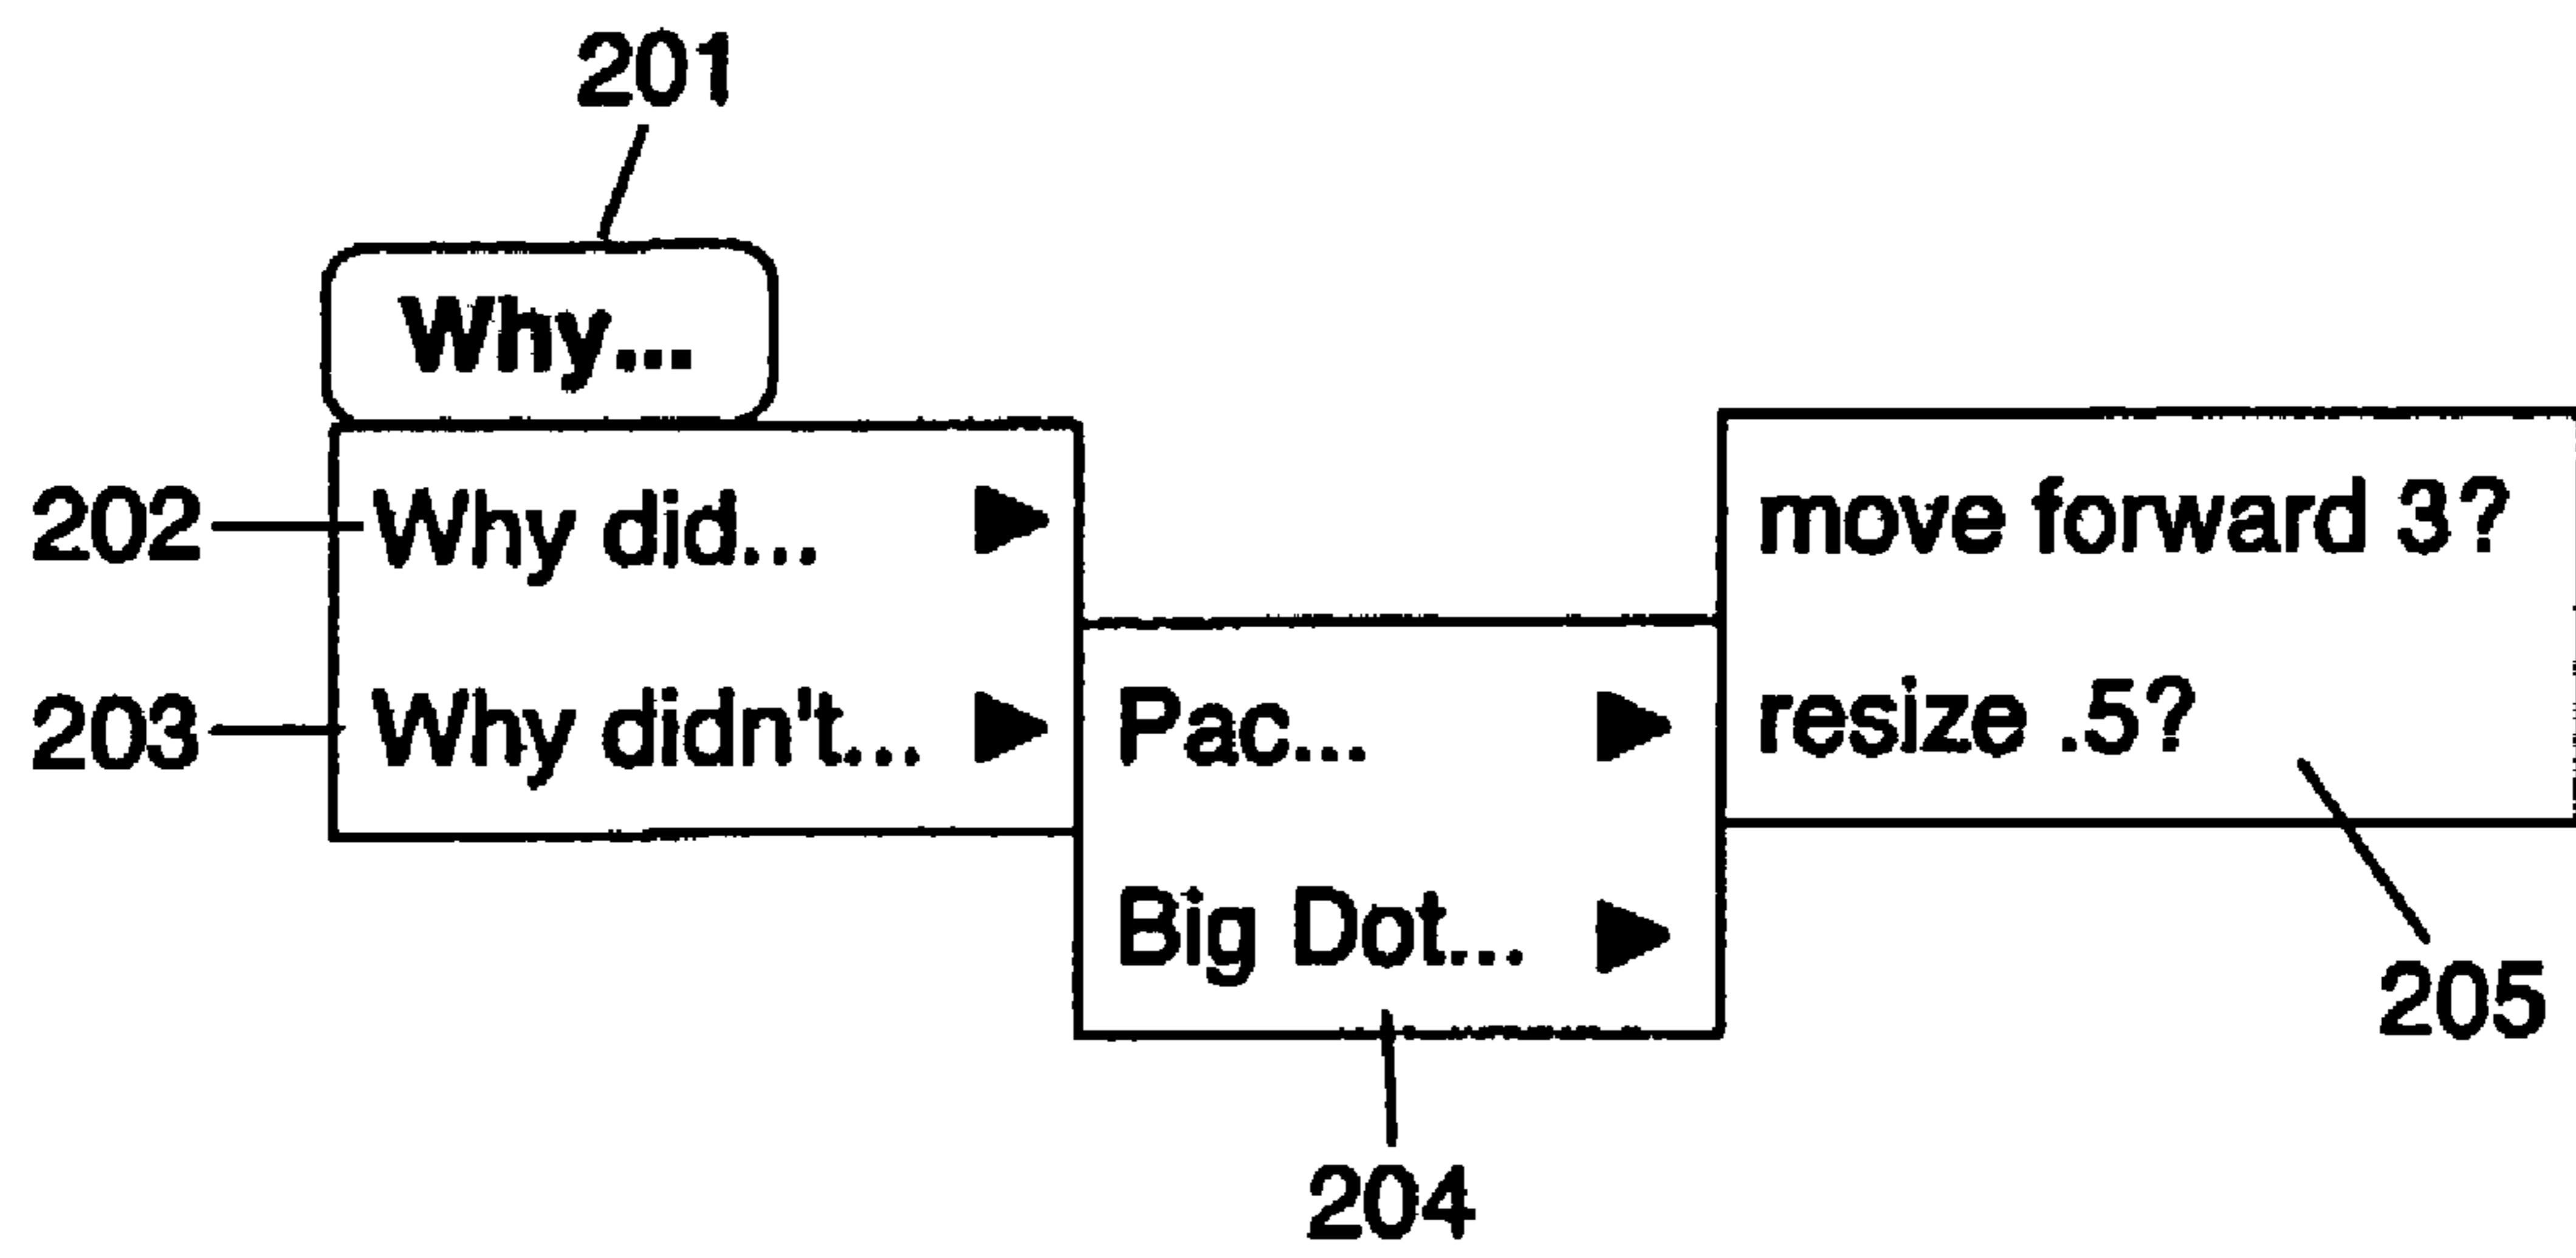 201
Why...
202 Why did... move forward 3?
203 Why didn't... Pac... resize .5?
Big Dot...
205
204